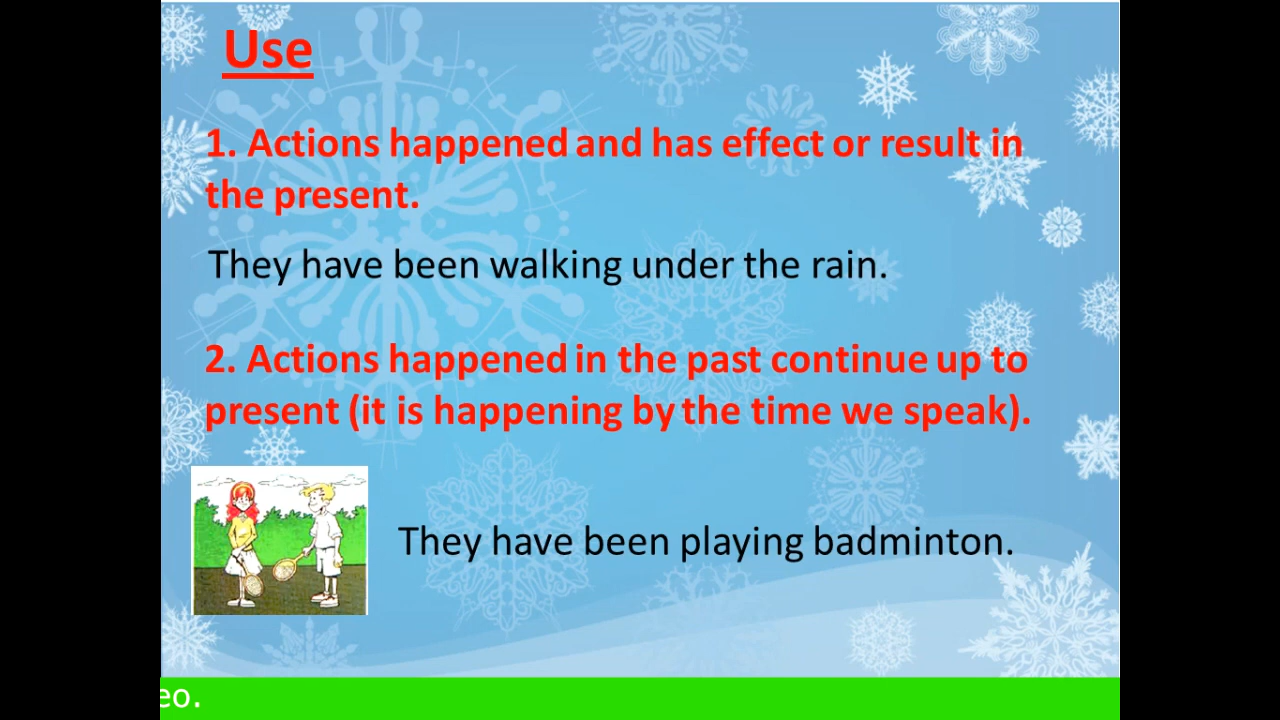 Use
1. Actions happened and has effect or result in
the present.
They have been walking under the rain.
2. Actions happened in the past continue up to
present (it is happening by the time we speak).
They have been playing badminton.
eo.